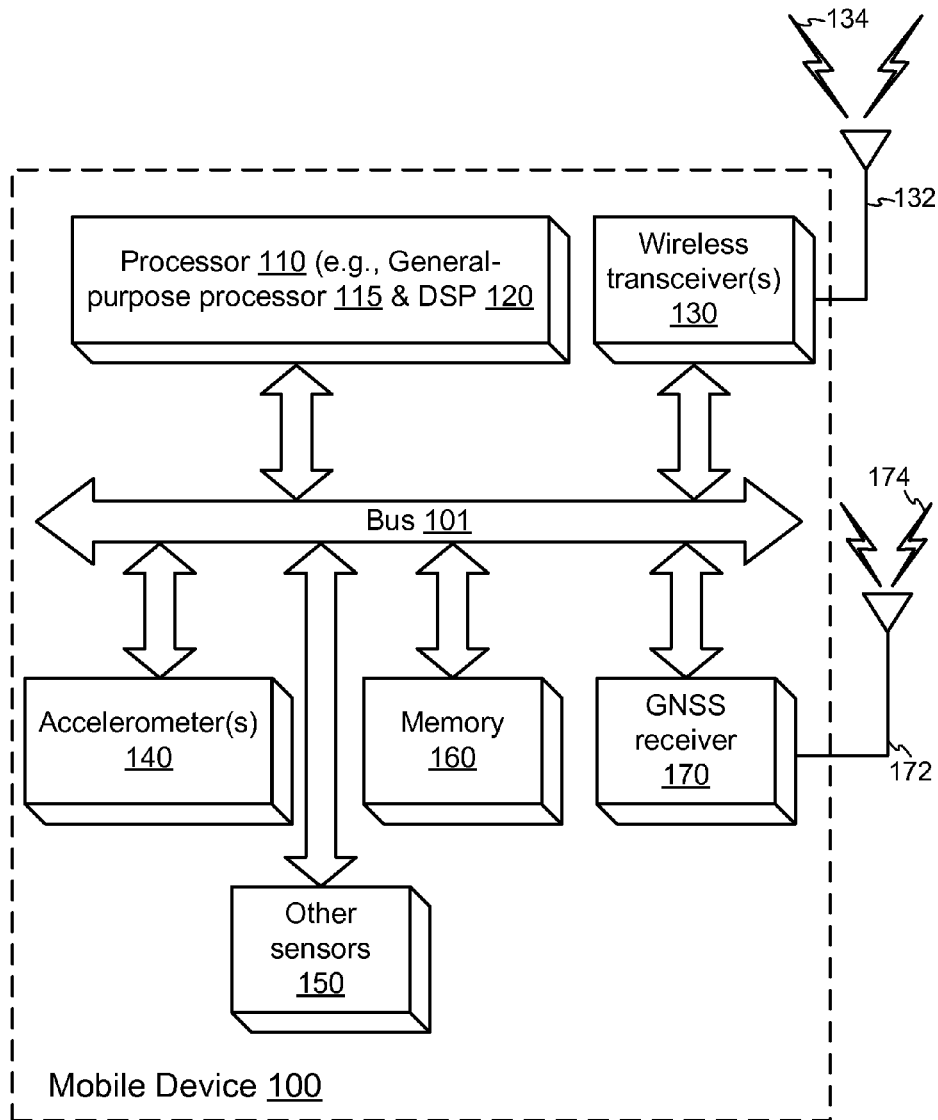 134
132
Processor 110 (e.g., General-
purpose processor 115 & DSP 120
Wireless
transceiver(s)
130
Bus 101
174
Accelerometer(s)
140
Memory
160
GNSS
receiver
170
172
Other
sensors
150
Mobile Device 100